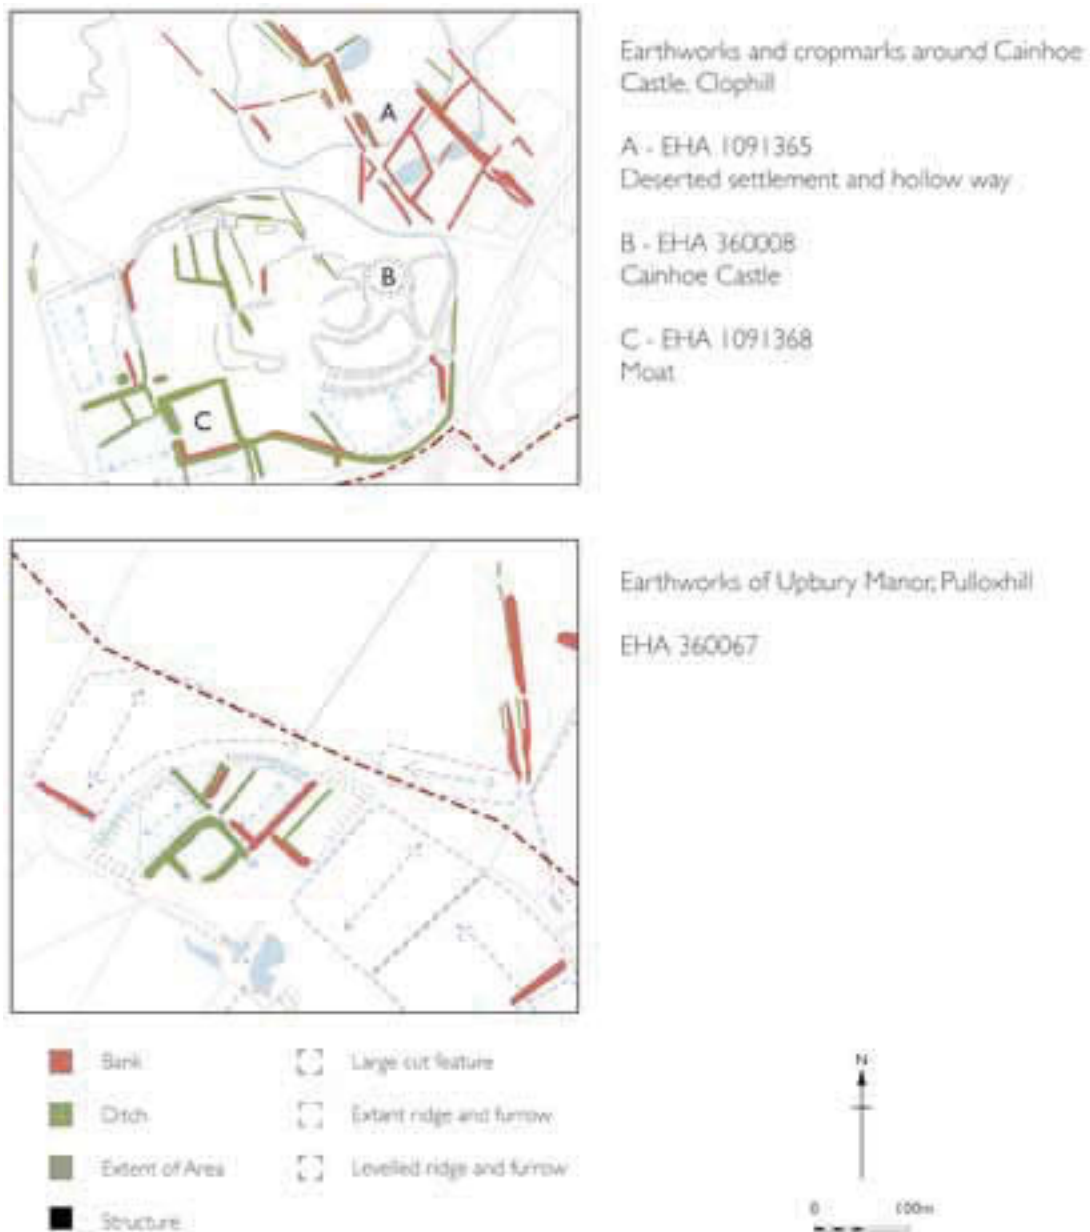 Earthworks and cropmarks around Cainhoe
Castle, Clophill
A - EHA 1091365
Deserted settlement and hollow way
B - EHA 360008
Cainhoe Castle
C - EHA 1091368
Moat
A
B
C
Earthworks of Upbury Manor, Pulloxhill
EHA 360067
Bank
Ditch
Extent of Area
Structure
Large cut feature
Extant ridge and furrow
Levelled ridge and furrow
N
0 100m